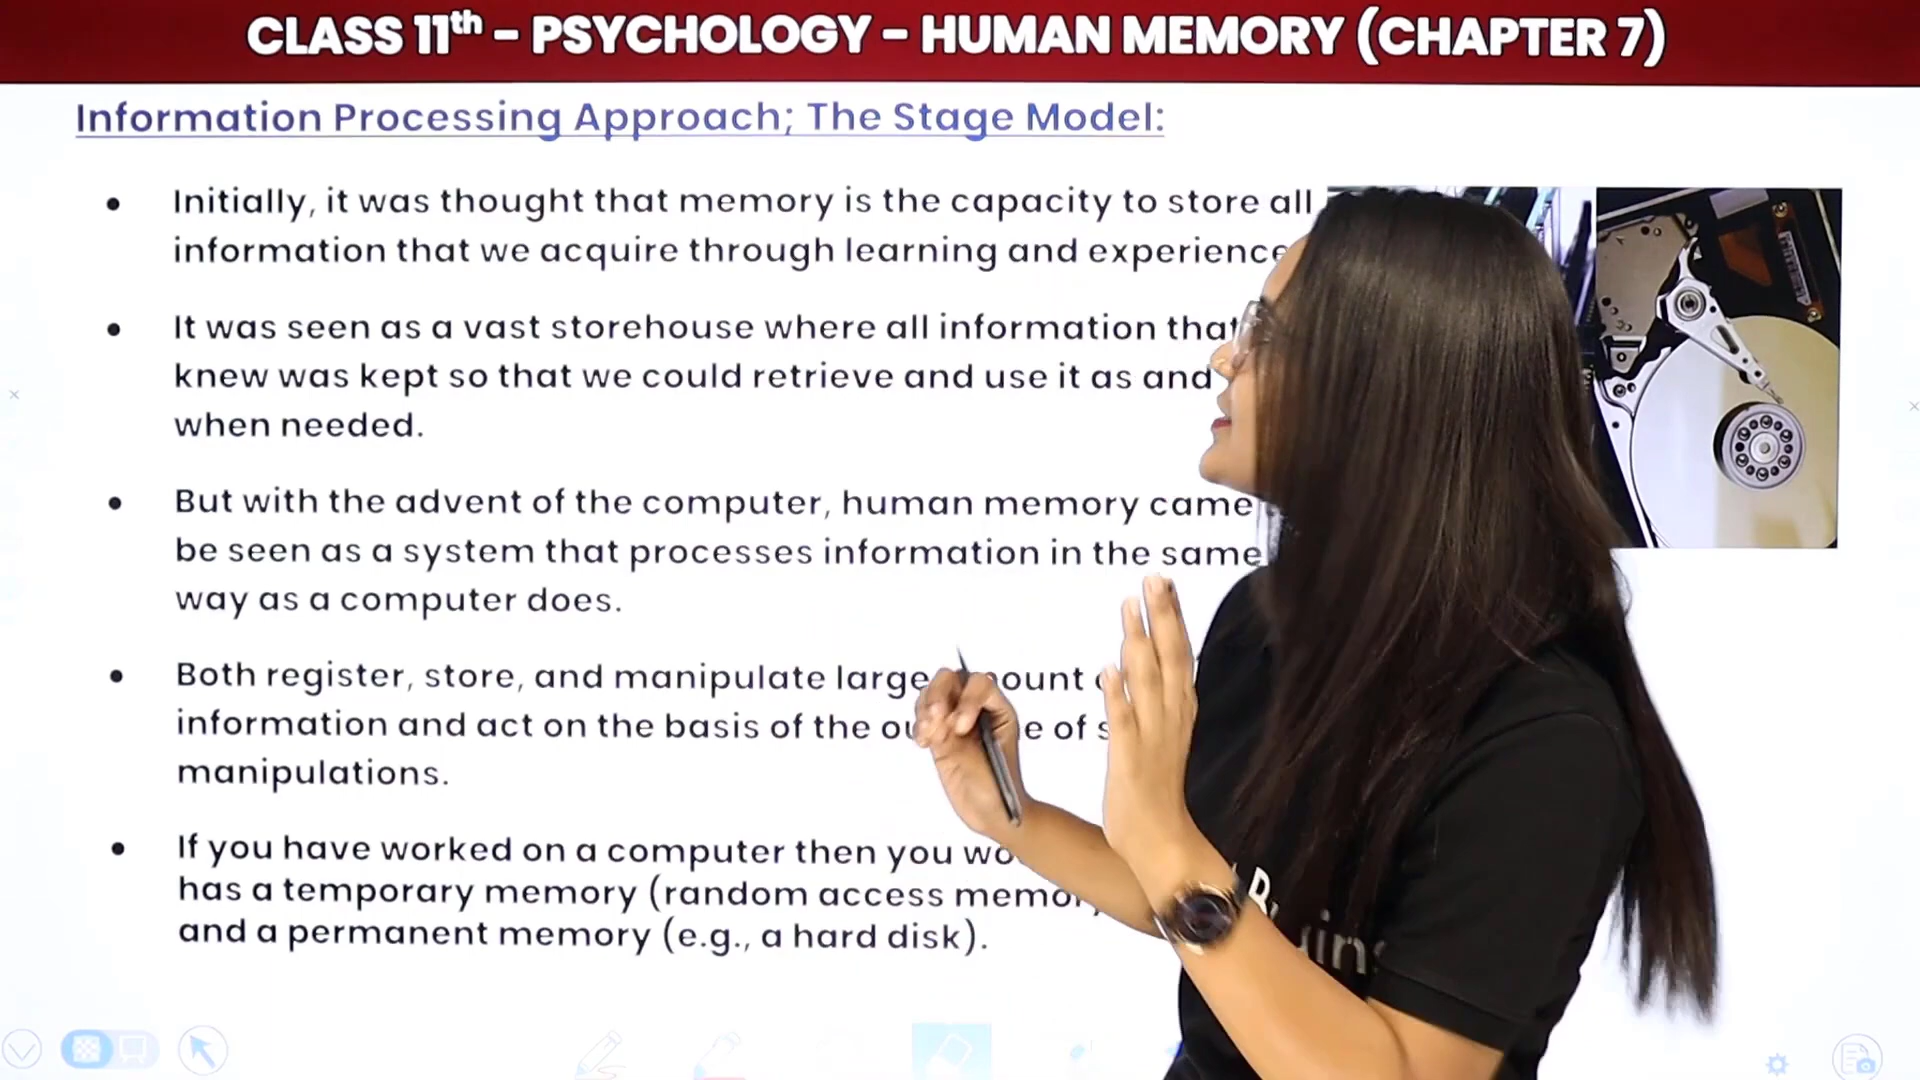 CLASS 11th – PSYCHOLOGY – HUMAN MEMORY (CHAPTER 7)
Information Processing Approach; The Stage Model:
• Initially, it was thought that memory is the capacity to store all
information that we acquire through learning and experience
• It was seen as a vast storehouse where all information that
knew was kept so that we could retrieve and use it as and
when needed.
• But with the advent of the computer, human memory came
be seen as a system that processes information in the same
way as a computer does.
• Both register, store, and manipulate large
information and act on the basis of the of
manipulations.
• If you have worked on a computer then you
has a temporary memory (random access
and a permanent memory (e.g., a hard disk).